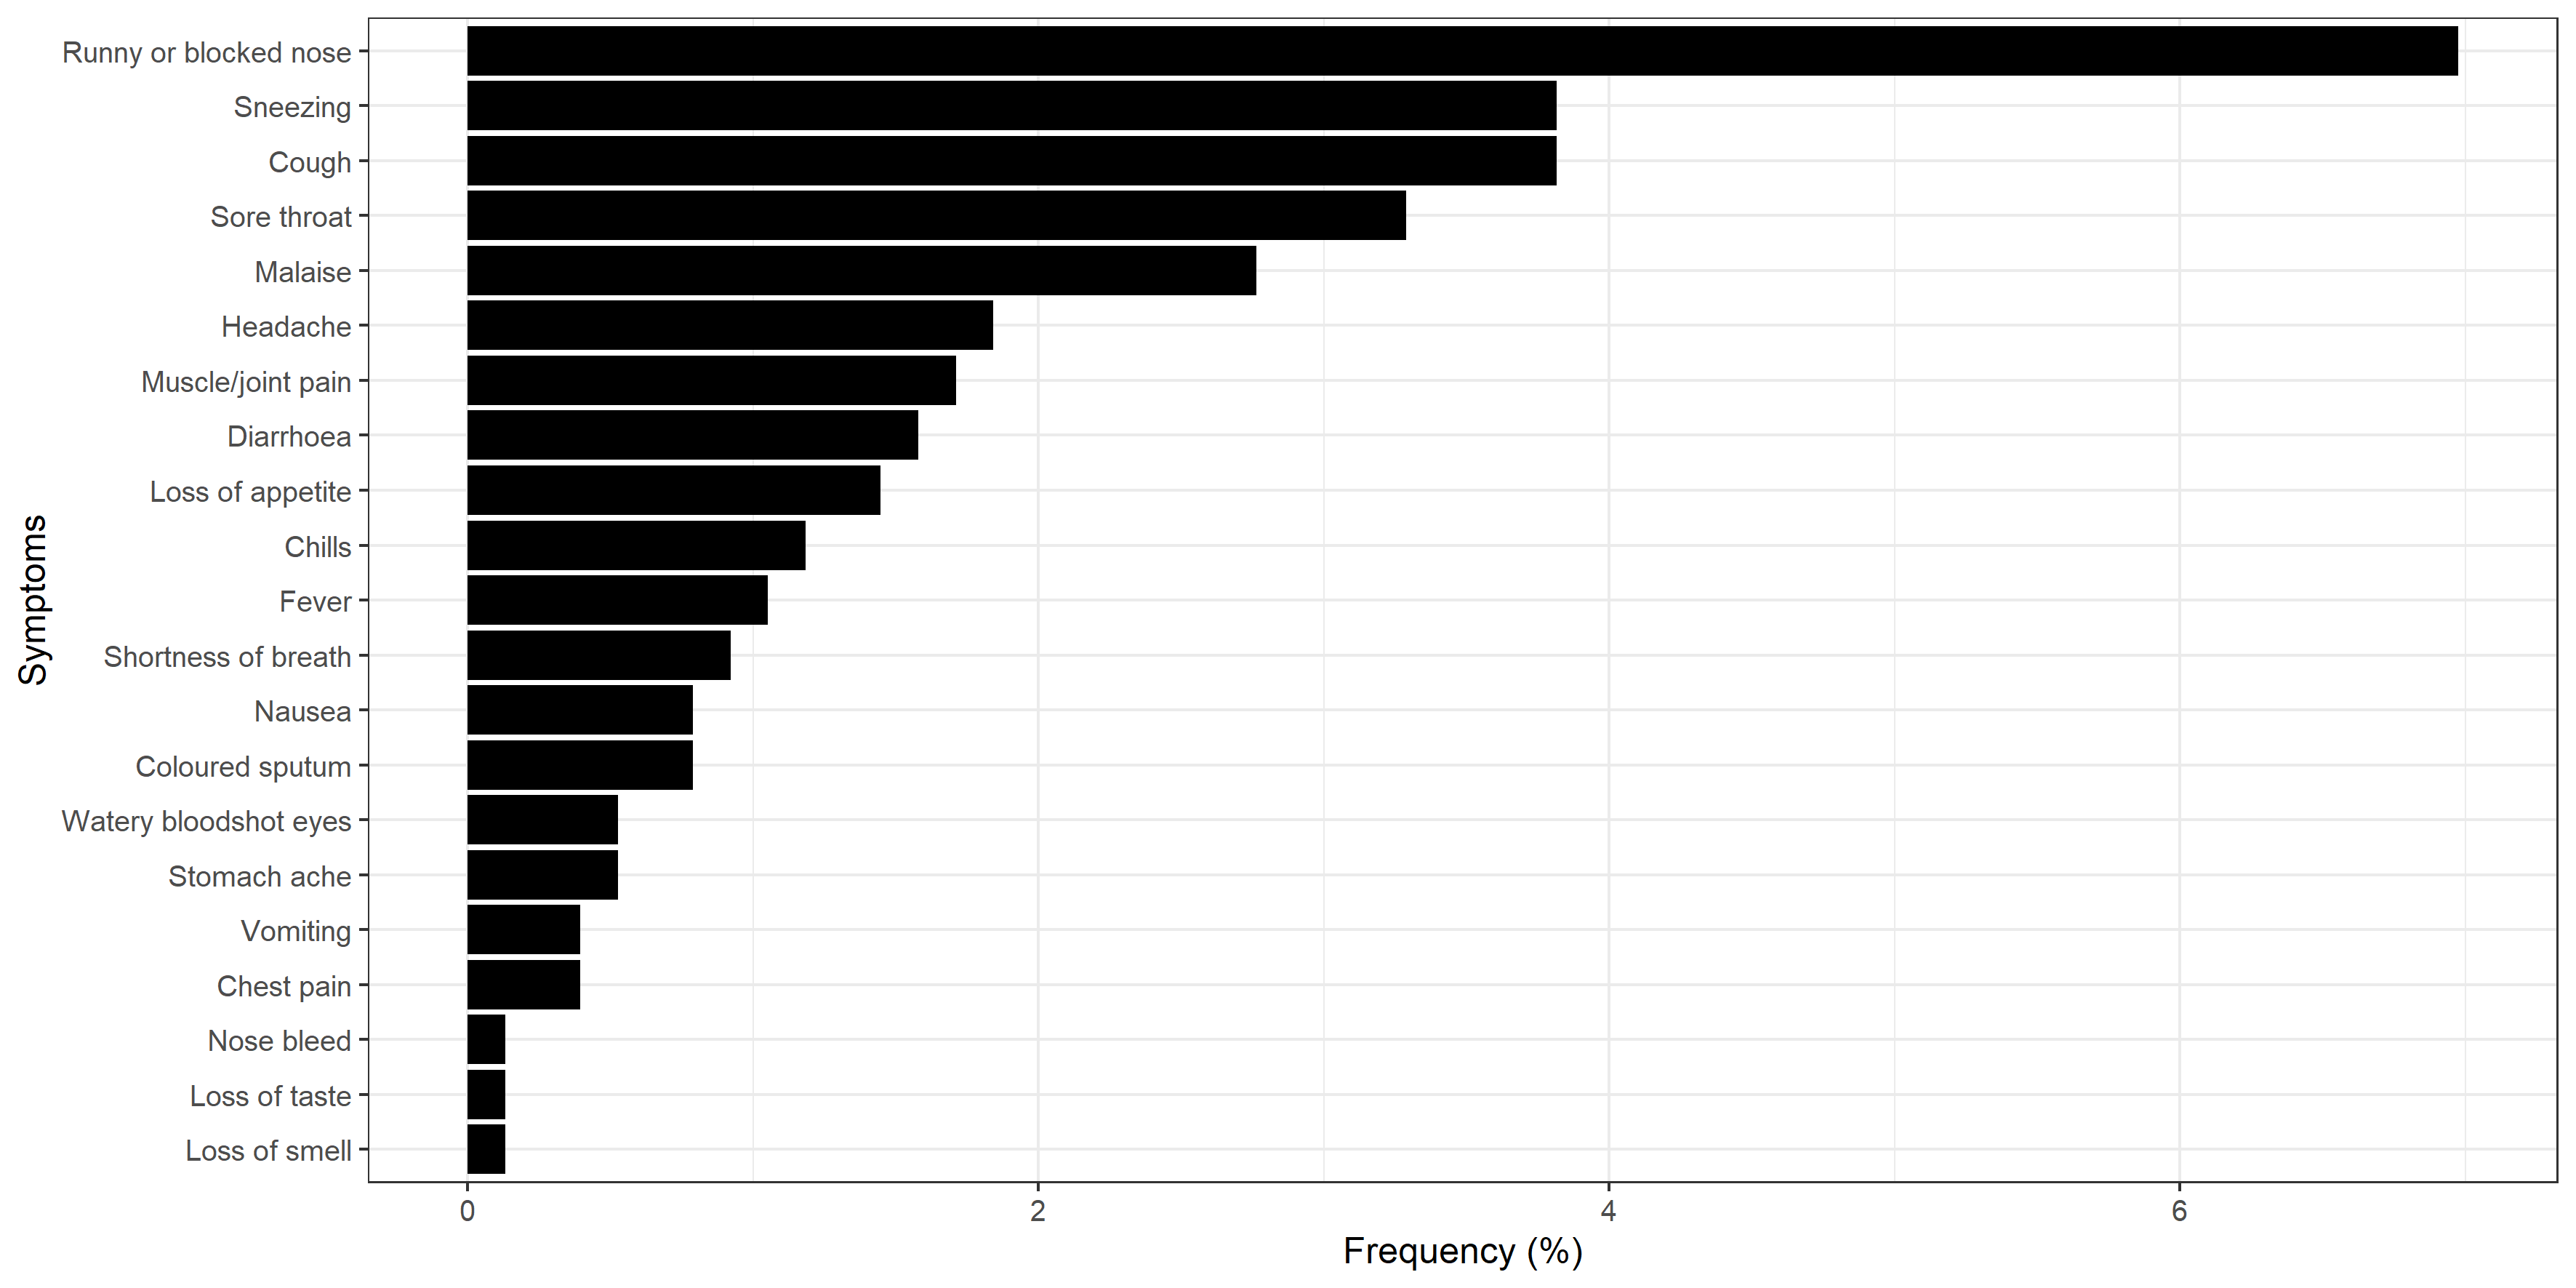 Runny or blocked nose
Sneezing
Cough
Sore throat
Malaise
Headache
Muscle/joint pain
Diarrhoea
Loss of appetite
Chills
Fever
Shortness of breath
Nausea
Coloured sputum
Watery bloodshot eyes
Stomach ache
Vomiting
Chest pain
Nose bleed
Loss of taste
Loss of smell
Symptoms
0 2 4 6
Frequency (%)